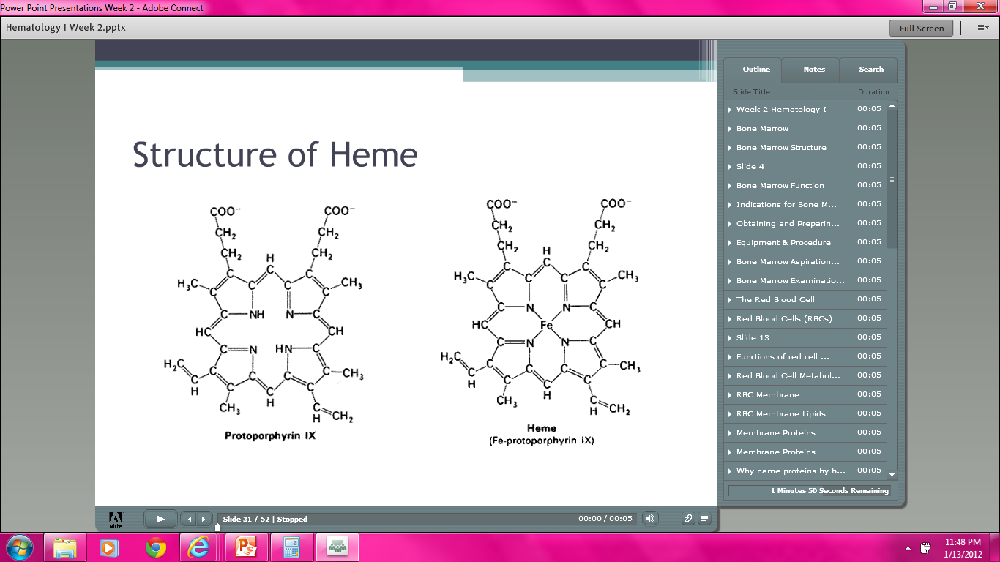 Power Point Presentations Week 2 - Adobe Connect
Hematology I Week 2.pptx
Full Screen
Structure of Heme
COO⁻ COO⁻
CH₂ CH₂
CH₂ CH₂
H
C C C
H₃C C C C C CH₃
C C
C NH N C
HC CH
C N HN C
H₂C C C
C C C C C CH₃
H C C
H
CH₃ C CH₂
H
Protoporphyrin IX
COO⁻ COO⁻
CH₂ CH₂
CH₂ CH₂
H
C C C
H₃C C C C C CH₃
C C
C N N C
HC Fe CH
C N N C
H₂C C C CH₃
C C C C C
H C C
H
CH₃ C CH₂
H
Heme
(Fe-protoporphyrin IX)
Outline Notes Search
Slide Title Duration
Week 2 Hematology I 00:05
Bone Marrow 00:05
Bone Marrow Structure 00:05
Slide 4 00:05
Bone Marrow Function 00:05
Indications for Bone M... 00:05
Obtaining and Preparin... 00:05
Equipment & Procedure 00:05
Bone Marrow Aspiration... 00:05
Bone Marrow Examinatio... 00:05
The Red Blood Cell 00:05
Red Blood Cells (RBCs) 00:05
Slide 13 00:05
Functions of red cell ... 00:05
Red Blood Cell Metabol... 00:05
RBC Membrane 00:05
RBC Membrane Lipids 00:05
Membrane Proteins 00:05
Membrane Proteins 00:05
Why name proteins by b... 00:05
1 Minutes 50 Seconds Remaining
Adobe
Slide 31 / 52 | Stopped
00:00 / 00:05
11:48 PM
1/13/2012